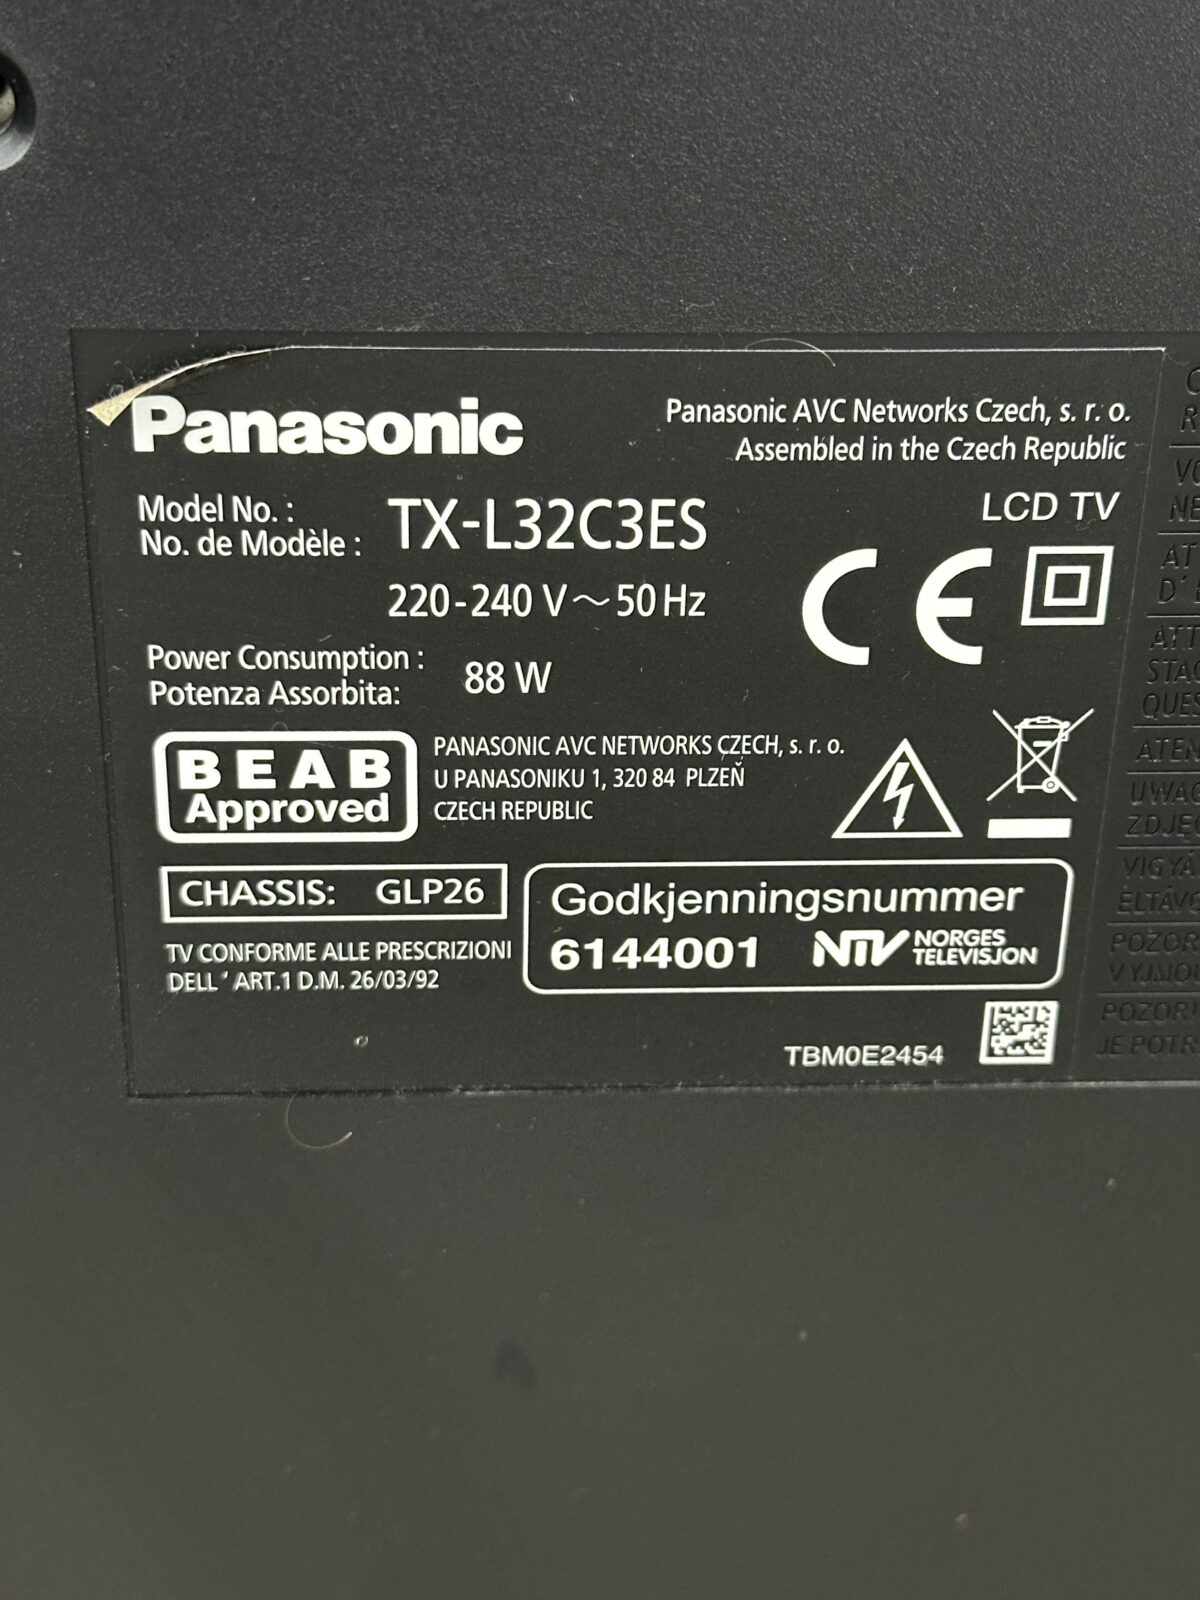 Panasonic
Panasonic AVC Networks Czech, s. r. o.
Assembled in the Czech Republic
Model No. :
No. de Modèle :
TX-L32C3ES
LCD TV
220-240 V ~ 50 Hz
CE
Power Consumption :
Potenza Assorbita:
88 W
BEAB
Approved
PANASONIC AVC NETWORKS CZECH, s. r. o.
U PANASONIKU 1, 320 84 PLZEŇ
CZECH REPUBLIC
CHASSIS: GLP26
TV CONFORME ALLE PRESCRIZIONI
DELL ' ART.1 D.M. 26/03/92
Godkjenningsnummer
6144001
NTV NORGES
TELEVISJON
TBM0E2454